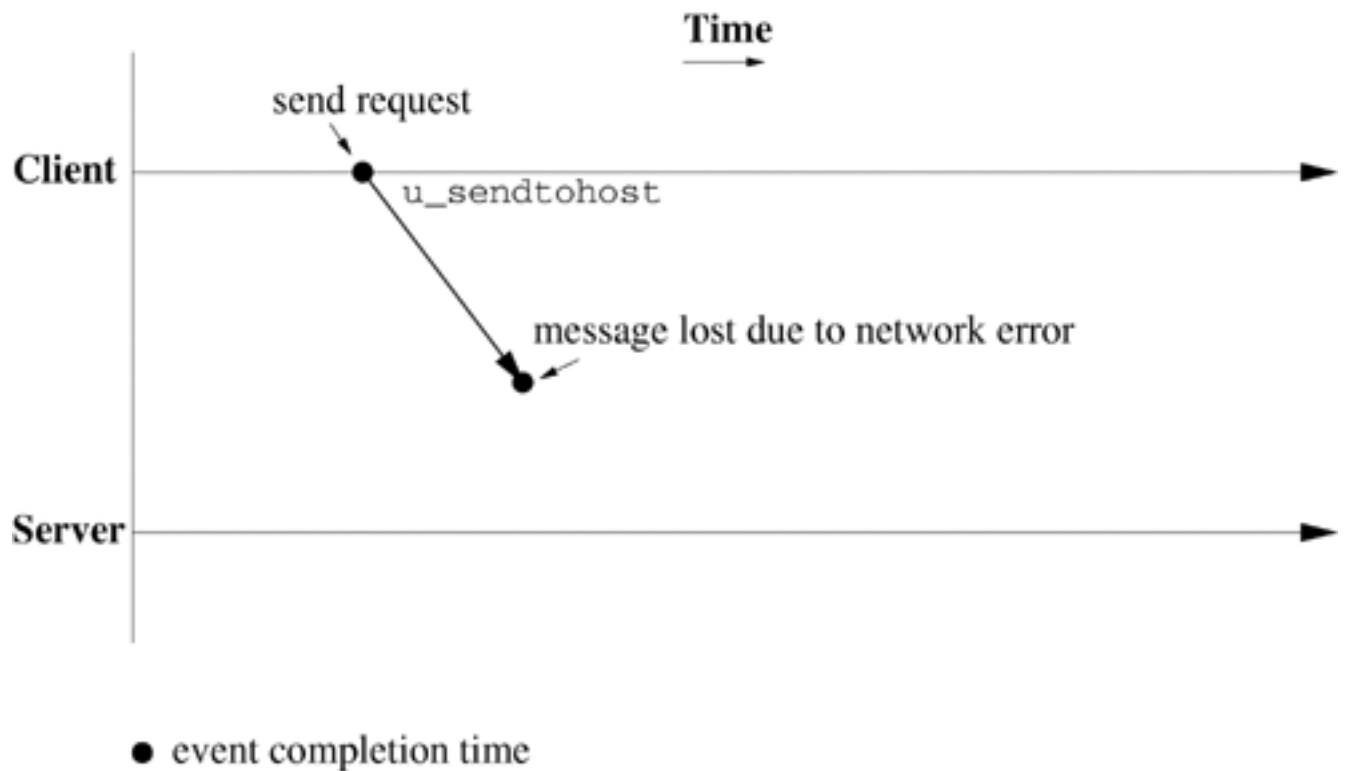 Time
send request
Client
u_sendtohost
message lost due to network error
Server
event completion time